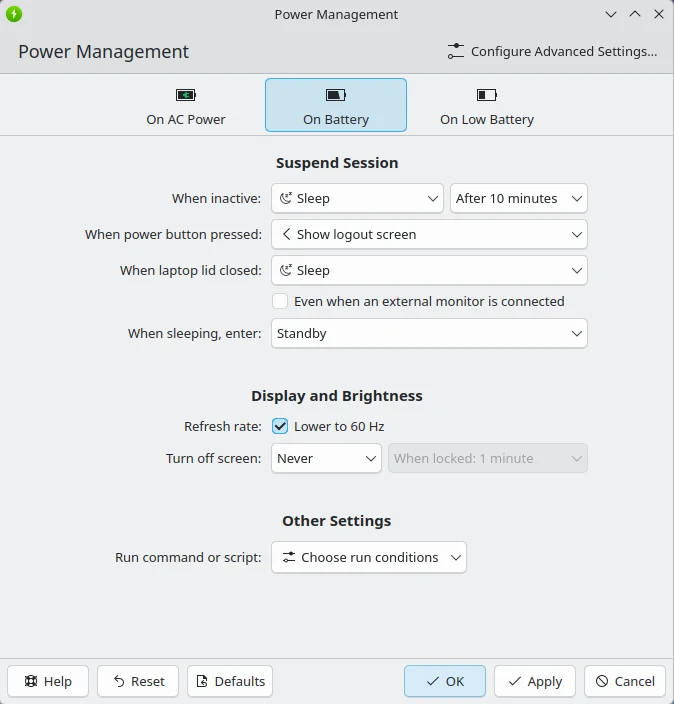 Power Management
Power Management
Configure Advanced Settings...
On AC Power
On Battery
On Low Battery
Suspend Session
When inactive: Sleep After 10 minutes
When power button pressed: Show logout screen
When laptop lid closed: Sleep
Even when an external monitor is connected
When sleeping, enter: Standby
Display and Brightness
Refresh rate: Lower to 60 Hz
Turn off screen: Never When locked: 1 minute
Other Settings
Run command or script: Choose run conditions
Help Reset Defaults OK Apply Cancel